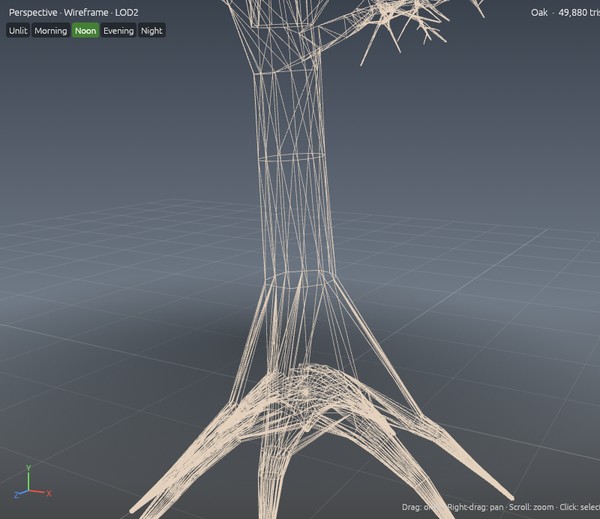 Perspective · Wireframe · LOD2
Oak · 49,880 tris
Unlit Morning Noon Evening Night
Y
Z X
Drag: Right-drag: pan · Scroll: zoom · Click: select